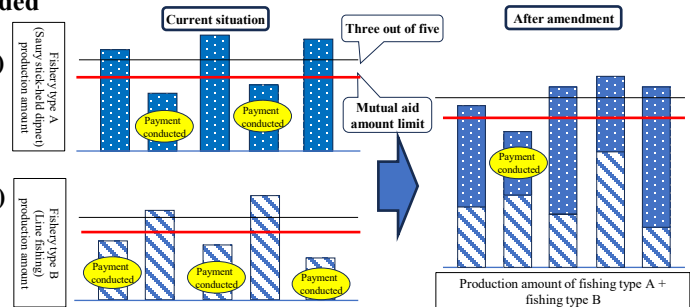 ded
Current situation
After amendment
Three out of five
)
Fishery type A
(Saury stick-held dipnet)
production amount
Payment
conducted
Payment
conducted
Mutual aid
amount limit
Payment
conducted
)
Fishery type B
(Line fishing)
production amount
Payment
conducted
Payment
conducted
Payment
conducted
Production amount of fishing type A +
fishing type B